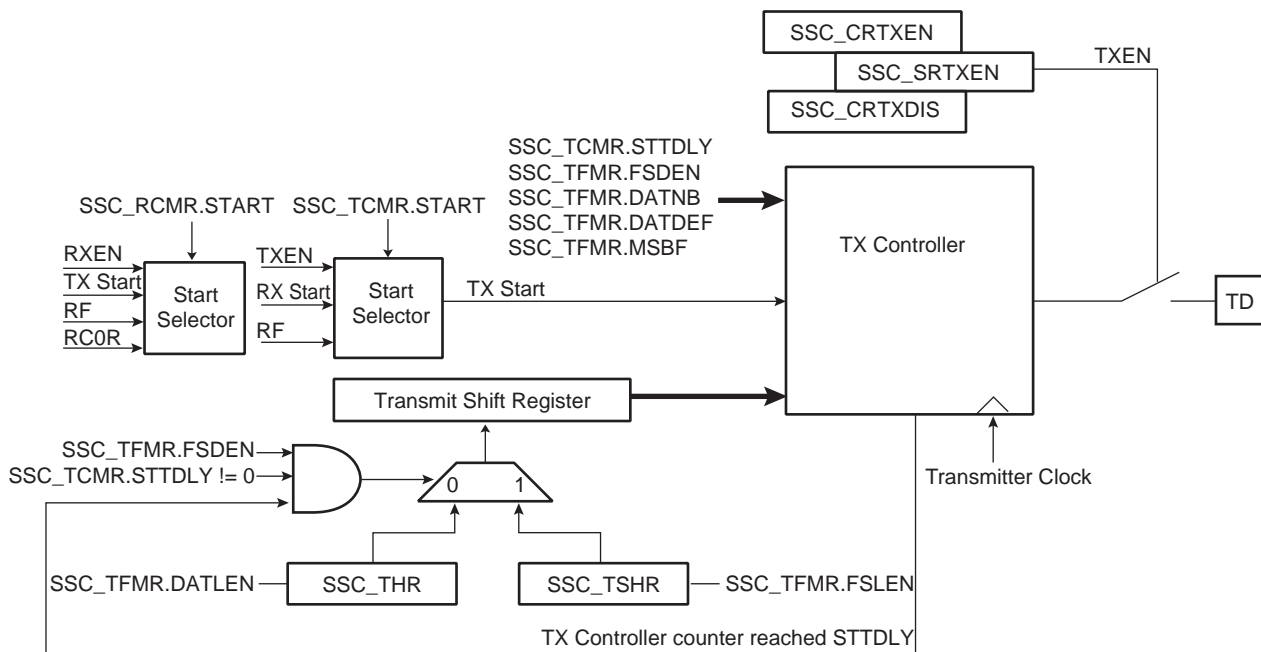 SSC_CRTXEN
SSC_SRTXEN
TXEN
SSC_CRTXDIS
SSC_TCMR.STTDLY
SSC_TFMR.FSDEN
SSC_TFMR.DATNB
SSC_TFMR.DATDEF
SSC_TFMR.MSBF
SSC_RCMR.START
SSC_TCMR.START
RXEN
TX Start
RF
RC0R
Start
Selector
TXEN
RX Start
RF
Start
Selector
TX Start
TX Controller
TD
Transmit Shift Register
SSC_TFMR.FSDEN
SSC_TCMR.STTDLY != 0
0
1
Transmitter Clock
SSC_TFMR.DATLEN
SSC_THR
SSC_TSHR
SSC_TFMR.FSLEN
TX Controller counter reached STTDLY